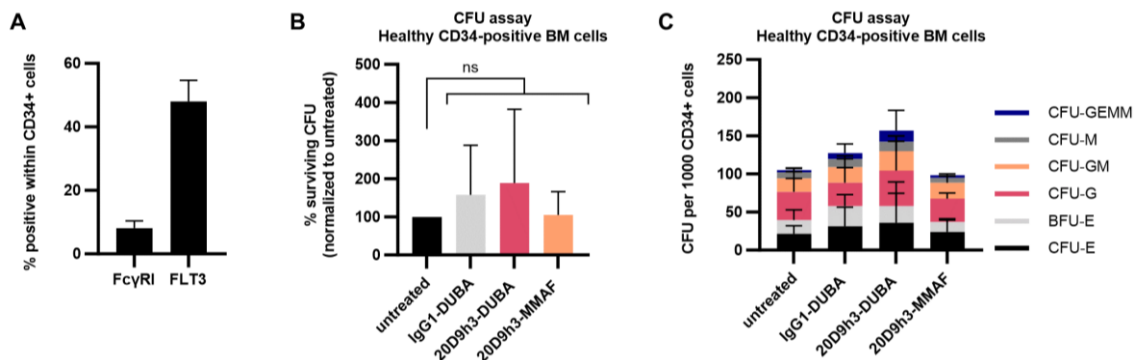 A
% positive within CD34+ cells
60
40
20
0
FcγRI FLT3
B
CFU assay
Healthy CD34-positive BM cells
% surviving CFU
(normalized to untreated)
500
400
300
200
100
0
ns
untreated
IgG1-DUBA
20D9h3-DUBA
20D9h3-MMAF
C
CFU assay
Healthy CD34-positive BM cells
CFU per 1000 CD34+ cells
250
200
150
100
50
0
untreated
IgG1-DUBA
20D9h3-DUBA
20D9h3-MMAF
CFU-GEMM
CFU-M
CFU-GM
CFU-G
BFU-E
CFU-E